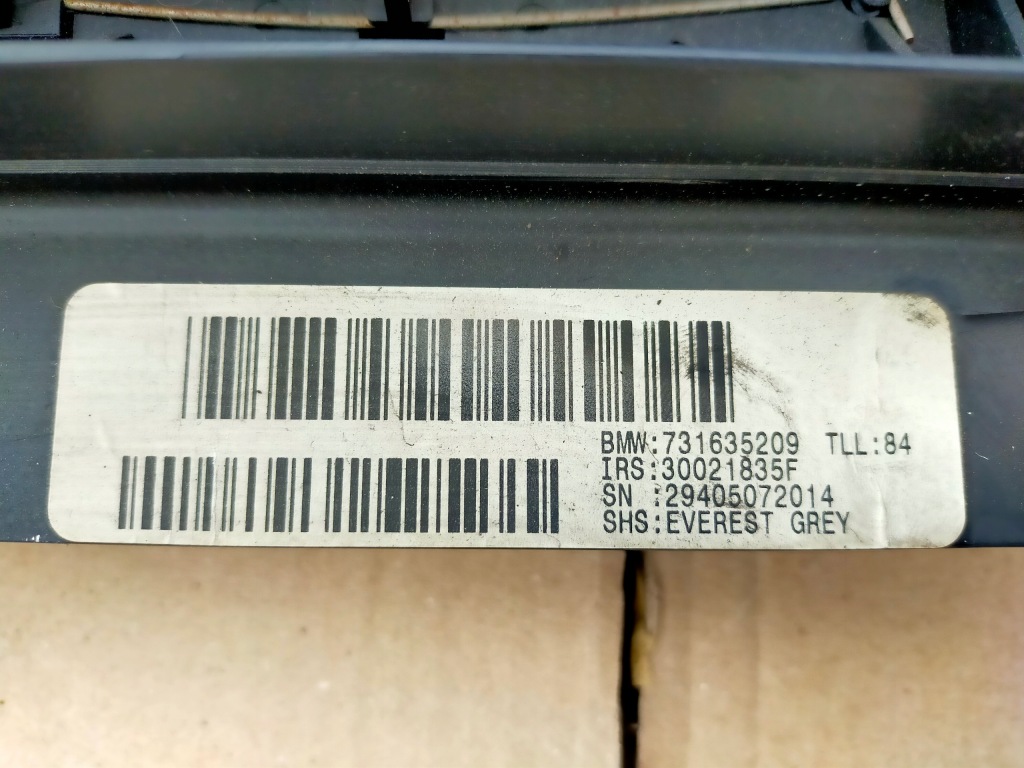 BMW:731635209 TLL:84
IRS:30021835F
SN :29405072014
SHS:EVEREST GREY